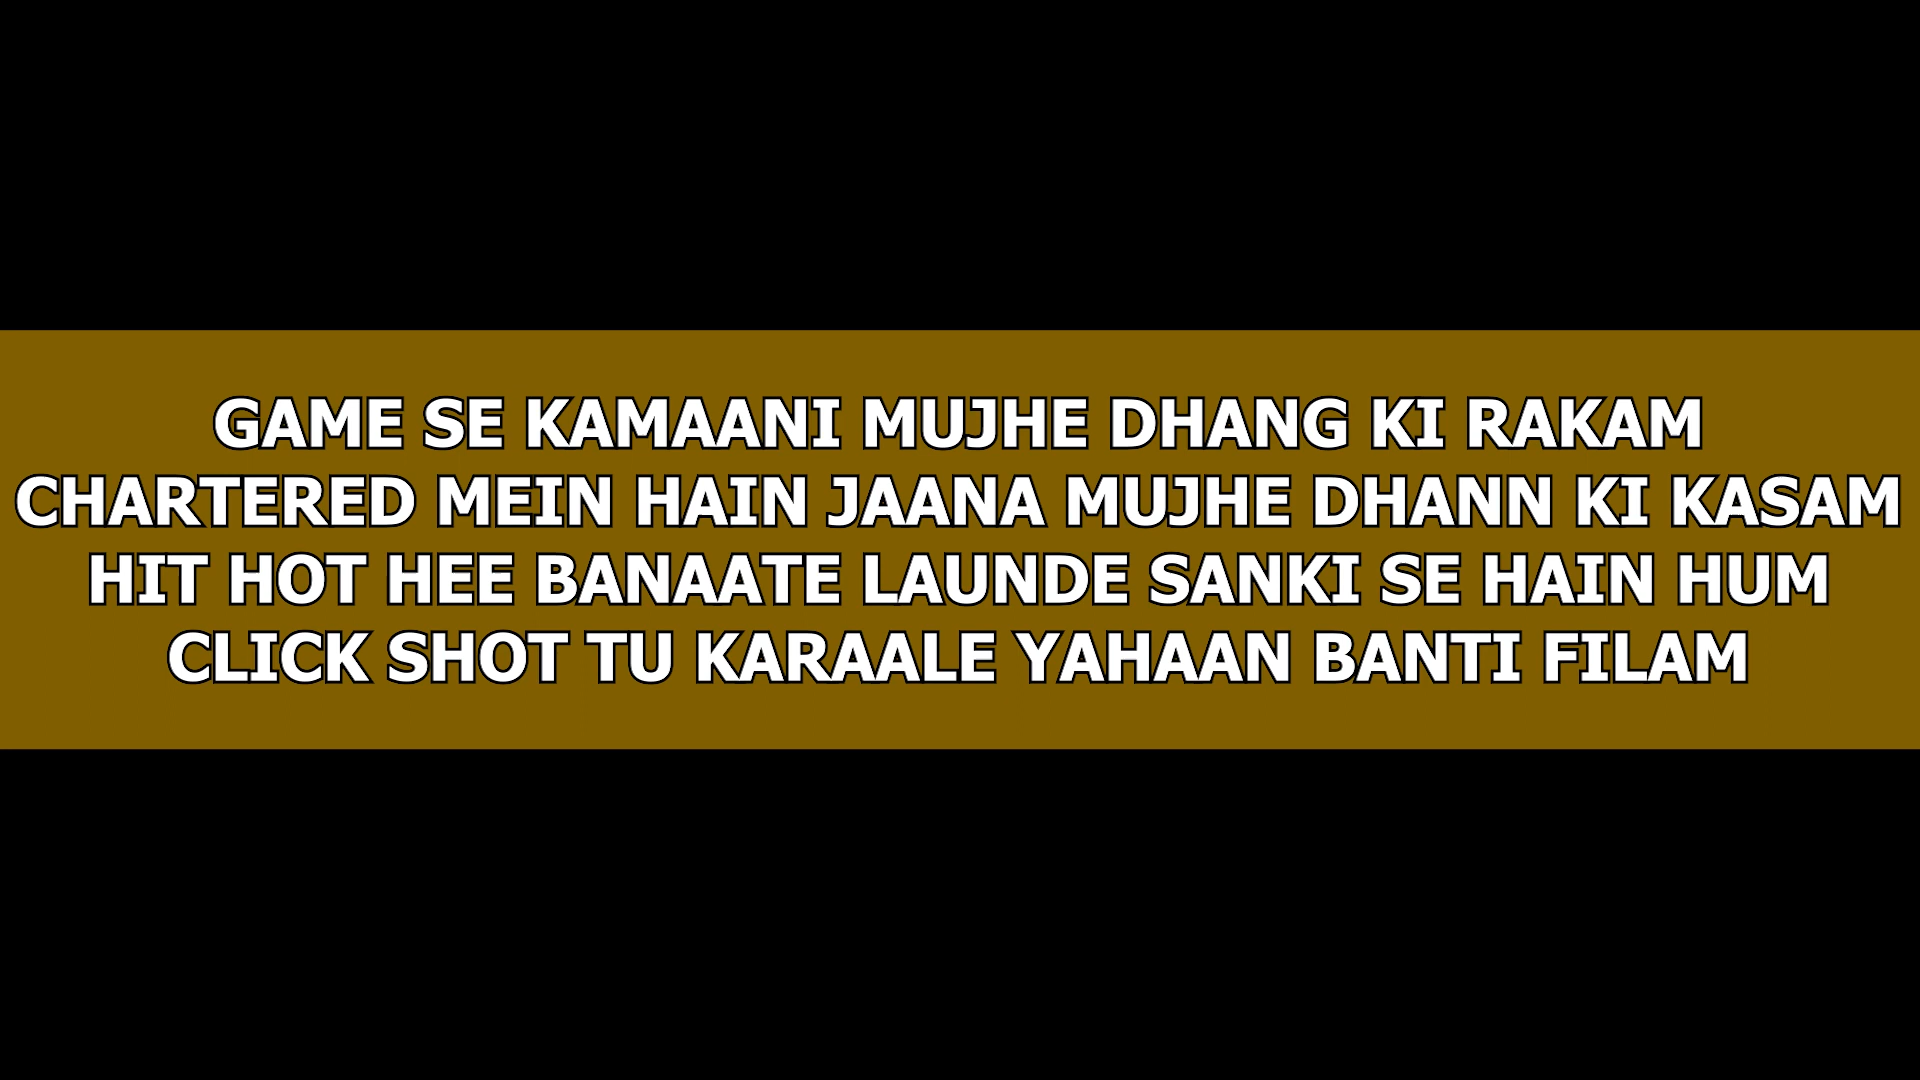 GAME SE KAMAANI MUJHE DHANG KI RAKAM
CHARTERED MEIN HAIN JAANA MUJHE DHANN KI KASAM
HIT HOT HEE BANAATE LAUNDE SANKI SE HAIN HUM
CLICK SHOT TU KARAALE YAHAAN BANTI FILAM